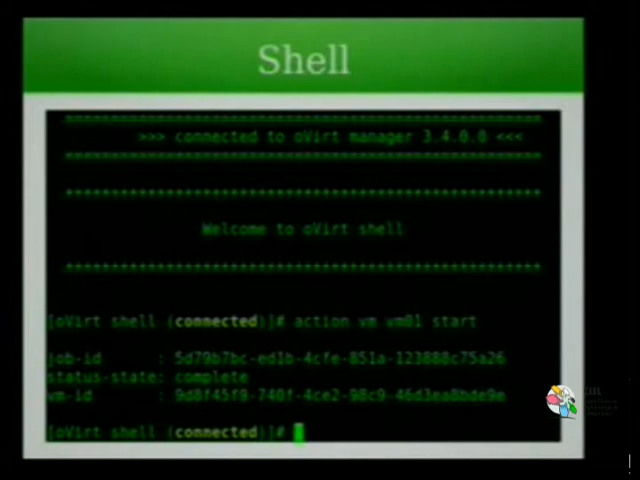 Shell
==================================================
>>> connected to oVirt manager 3.4.0.0 <<<
==================================================
++++++++++++++++++++++++++++++++++++++++++++++++++
Welcome to oVirt shell
++++++++++++++++++++++++++++++++++++++++++++++++++
[oVirt shell (connected)]# action vm vm01 start
job-id : 5d79b7bc-ed1b-4cfe-851a-123888c75a26
status-state: complete
vm-id : 9d8f45f9-740f-4ce2-98c9-46d3ea8bde9e
[oVirt shell (connected)]#